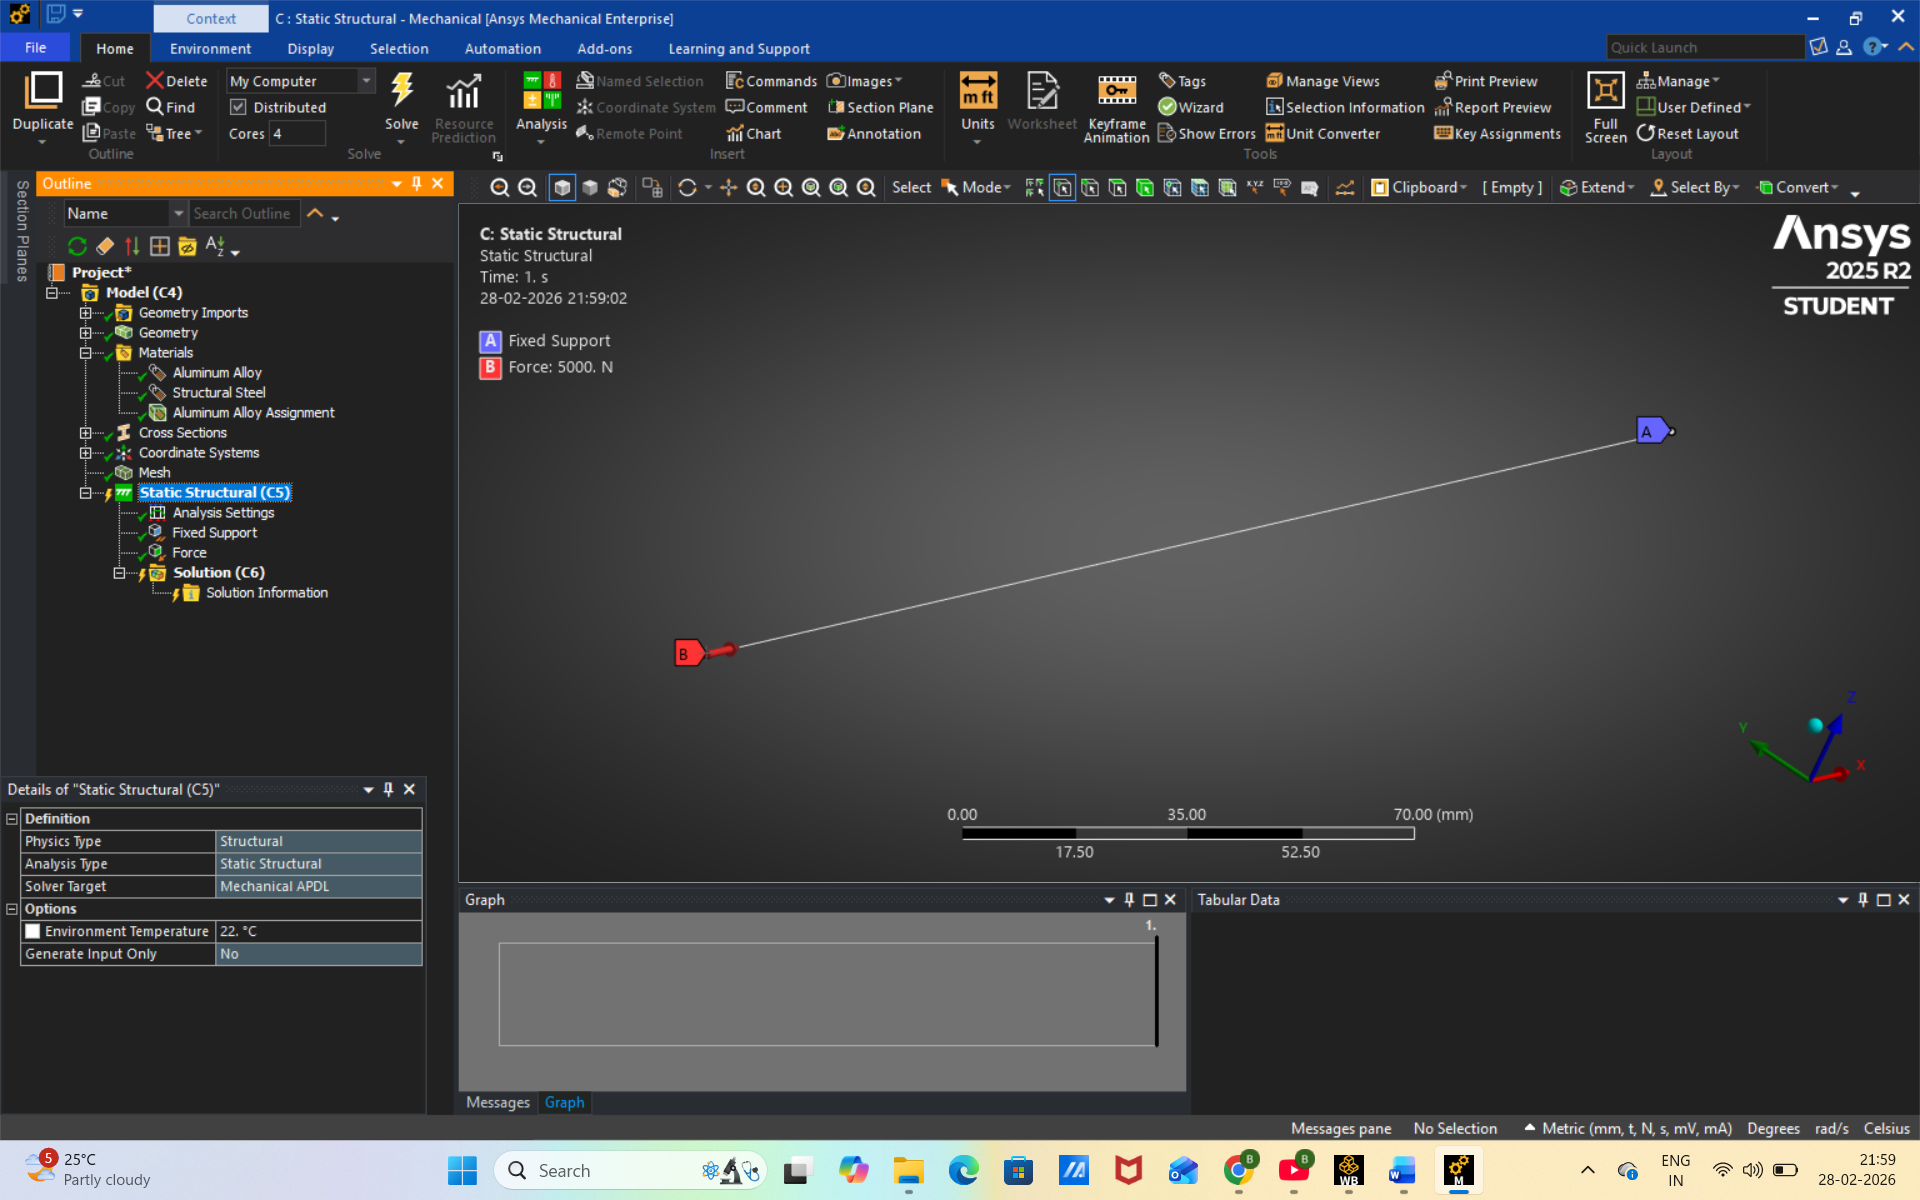 Context
C : Static Structural - Mechanical [Ansys Mechanical Enterprise]
File
Home
Environment
Display
Selection
Automation
Add-ons
Learning and Support
Quick Launch
Duplicate
Cut
Copy
Paste
Delete
Find
Tree
Outline
My Computer
Distributed
Cores 4
Solve
Resource Prediction
Solve
Analysis
Named Selection
Coordinate System
Remote Point
Commands
Comment
Chart
Images
Section Plane
Annotation
Insert
Units
Worksheet
Keyframe Animation
Tags
Wizard
Show Errors
Manage Views
Selection Information
Unit Converter
Print Preview
Report Preview
Key Assignments
Tools
Full Screen
Manage
User Defined
Reset Layout
Layout
Section Planes
Outline
Name
Search Outline
Select
Mode
Clipboard
[ Empty ]
Extend
Select By
Convert
Project*
Model (C4)
Geometry Imports
Geometry
Materials
Aluminum Alloy
Structural Steel
Aluminum Alloy Assignment
Cross Sections
Coordinate Systems
Mesh
Static Structural (C5)
Analysis Settings
Fixed Support
Force
Solution (C6)
Solution Information
C: Static Structural
Static Structural
Time: 1. s
28-02-2026 21:59:02
A Fixed Support
B Force: 5000. N
Ansys
2025 R2
STUDENT
A
B
Z
Y
X
0.00
35.00
70.00 (mm)
17.50
52.50
Details of "Static Structural (C5)"
Definition
Physics Type Structural
Analysis Type Static Structural
Solver Target Mechanical APDL
Options
Environment Temperature 22. °C
Generate Input Only No
Graph
1.
Messages
Graph
Tabular Data
Messages pane
No Selection
Metric (mm, t, N, s, mV, mA)
Degrees
rad/s
Celsius
5
25°C
Partly cloudy
Search
B
B
WB
W
M
ENG
IN
21:59
28-02-2026